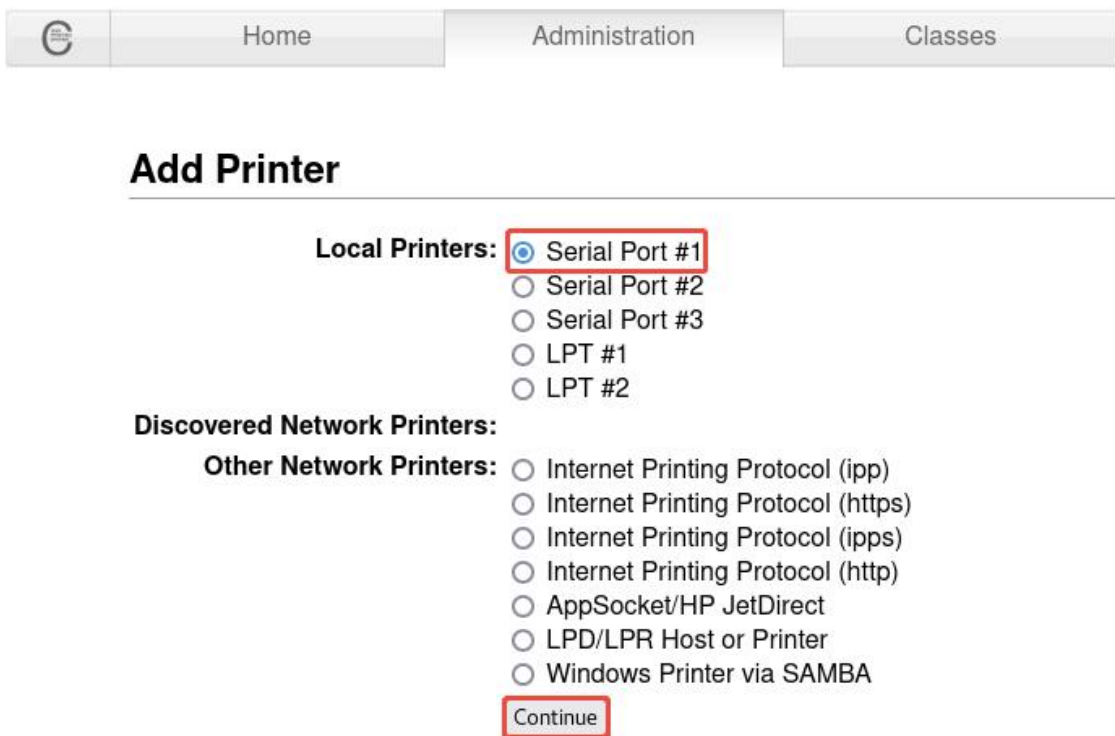 Home Administration Classes
Add Printer
Local Printers: Serial Port #1
Serial Port #2
Serial Port #3
LPT #1
LPT #2
Discovered Network Printers:
Other Network Printers: Internet Printing Protocol (ipp)
Internet Printing Protocol (https)
Internet Printing Protocol (ipps)
Internet Printing Protocol (http)
AppSocket/HP JetDirect
LPD/LPR Host or Printer
Windows Printer via SAMBA
Continue